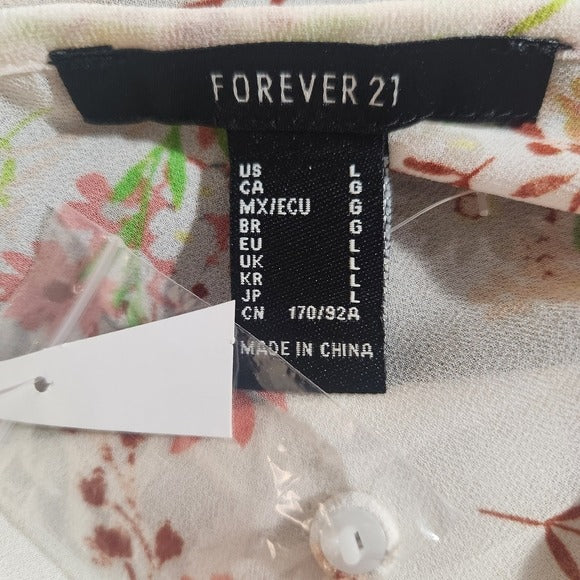 FOREVER 21
US L
CA G
MX/ECU G
BR G
EU L
UK L
KR L
JP L
CN 170/92A
MADE IN CHINA